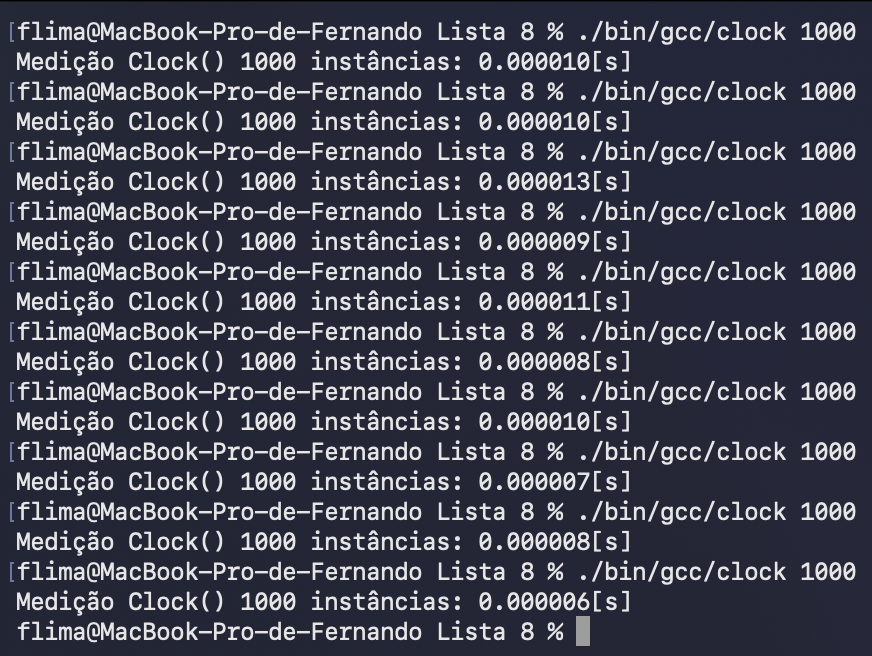 [flima@MacBook-Pro-de-Fernando Lista 8 % ./bin/gcc/clock 1000
Medição Clock() 1000 instâncias: 0.000010[s]
[flima@MacBook-Pro-de-Fernando Lista 8 % ./bin/gcc/clock 1000
Medição Clock() 1000 instâncias: 0.000010[s]
[flima@MacBook-Pro-de-Fernando Lista 8 % ./bin/gcc/clock 1000
Medição Clock() 1000 instâncias: 0.000013[s]
[flima@MacBook-Pro-de-Fernando Lista 8 % ./bin/gcc/clock 1000
Medição Clock() 1000 instâncias: 0.000009[s]
[flima@MacBook-Pro-de-Fernando Lista 8 % ./bin/gcc/clock 1000
Medição Clock() 1000 instâncias: 0.000011[s]
[flima@MacBook-Pro-de-Fernando Lista 8 % ./bin/gcc/clock 1000
Medição Clock() 1000 instâncias: 0.000008[s]
[flima@MacBook-Pro-de-Fernando Lista 8 % ./bin/gcc/clock 1000
Medição Clock() 1000 instâncias: 0.000010[s]
[flima@MacBook-Pro-de-Fernando Lista 8 % ./bin/gcc/clock 1000
Medição Clock() 1000 instâncias: 0.000007[s]
[flima@MacBook-Pro-de-Fernando Lista 8 % ./bin/gcc/clock 1000
Medição Clock() 1000 instâncias: 0.000008[s]
[flima@MacBook-Pro-de-Fernando Lista 8 % ./bin/gcc/clock 1000
Medição Clock() 1000 instâncias: 0.000006[s]
flima@MacBook-Pro-de-Fernando Lista 8 %